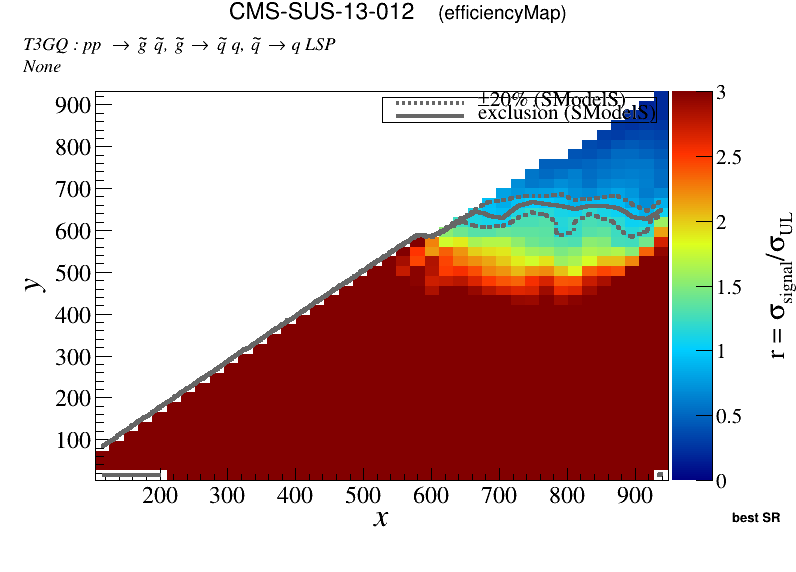 CMS-SUS-13-012 (efficiencyMap)
T3GQ : pp → g̃ q̃, g̃ → q̃ q, q̃ → q LSP
None
±20% (SModelS)
exclusion (SModelS)
900
800
700
600
500
400
300
200
100
y
200 300 400 500 600 700 800 900
x
3
2.5
2
1.5
1
0.5
0
r = σsignal/σUL
best SR